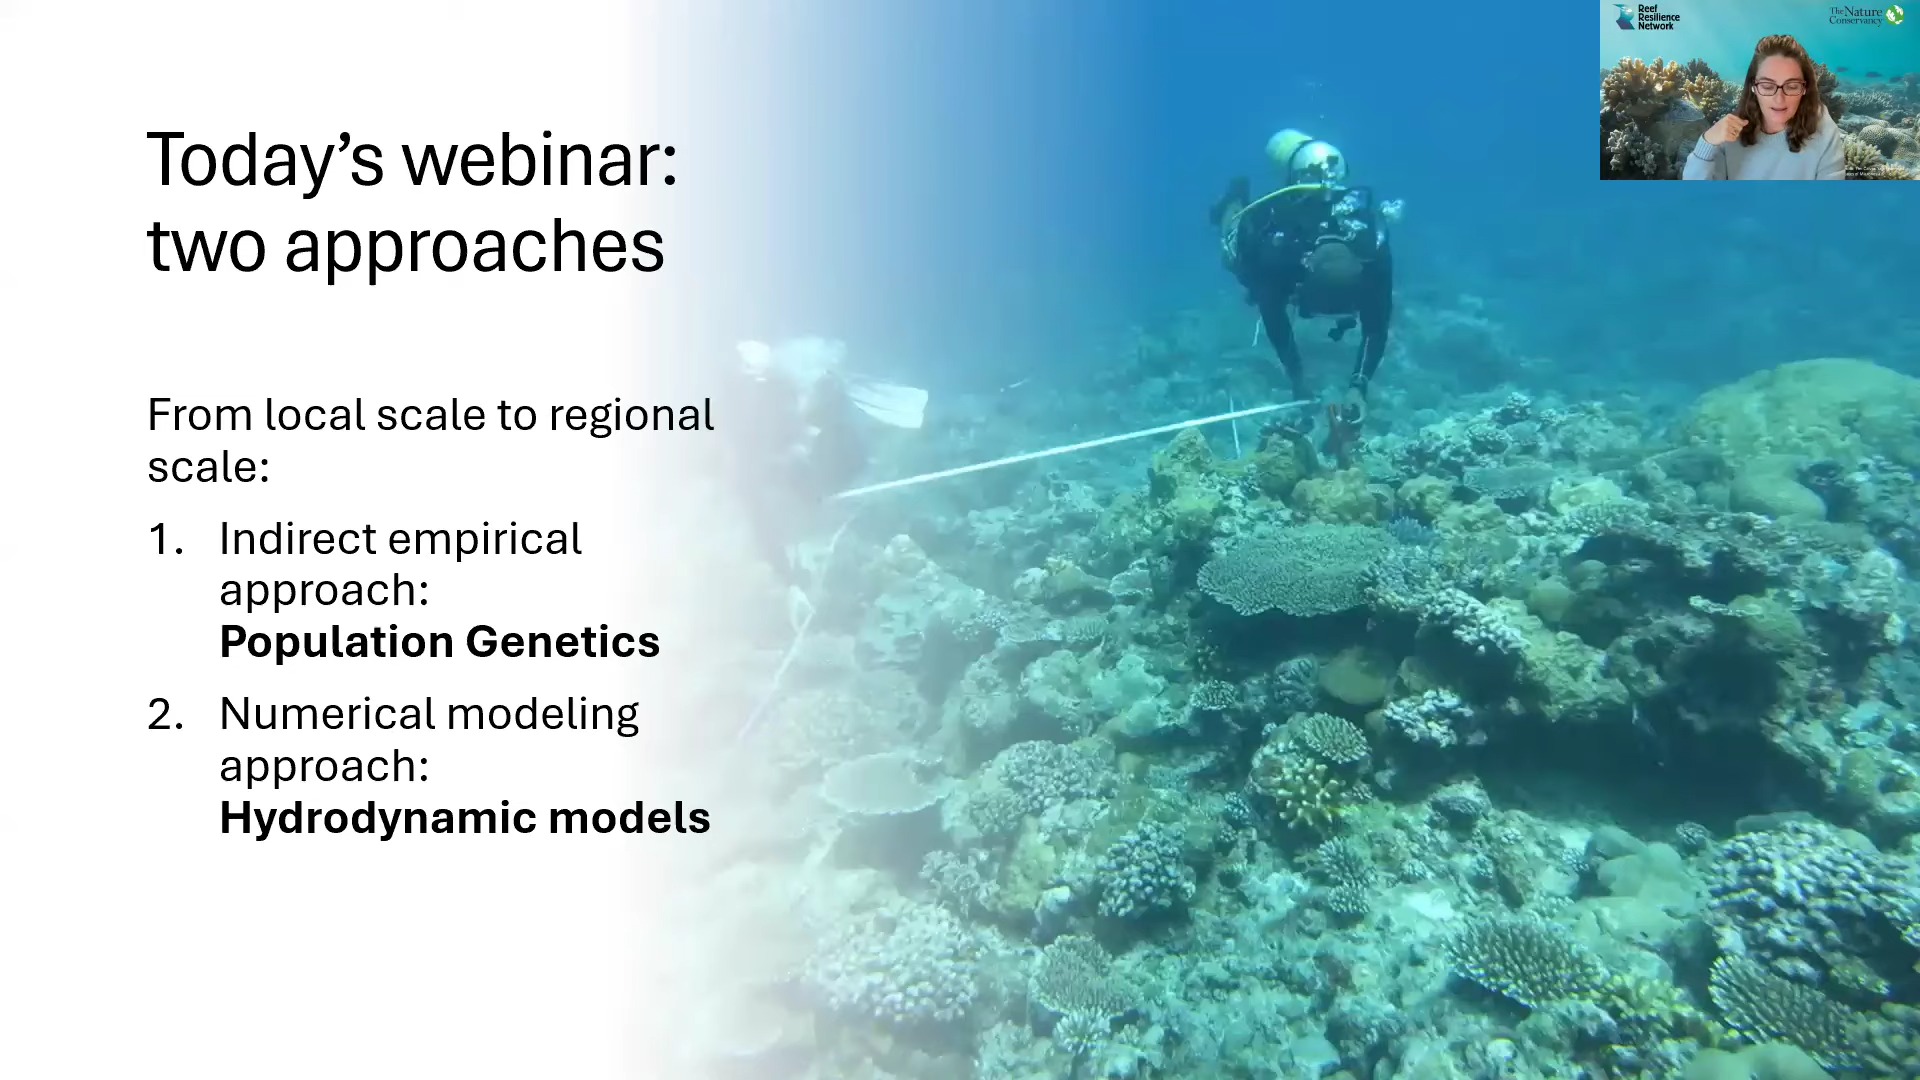 Today’s webinar:
two approaches
From local scale to regional
scale:
1. Indirect empirical
approach:
Population Genetics
2. Numerical modeling
approach:
Hydrodynamic models
Reef
Resilience
Network
The Nature
Conservancy